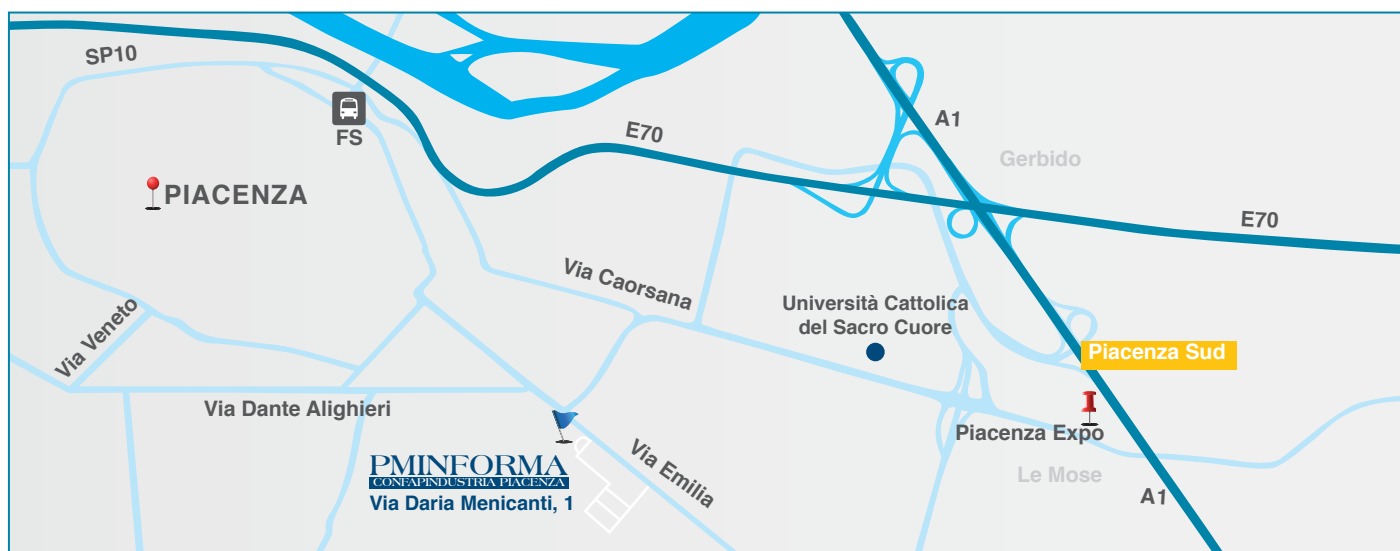 SP10
FS
E70
A1
Gerbido
PIACENZA
E70
Via Caorsana
Università Cattolica
del Sacro Cuore
Via Veneto
Piacenza Sud
Via Dante Alighieri
Piacenza Expo
PMINFORMA
CONFAPINDUSTRIA PIACENZA
Via Daria Menicanti, 1
Via Emilia
Le Mose
A1